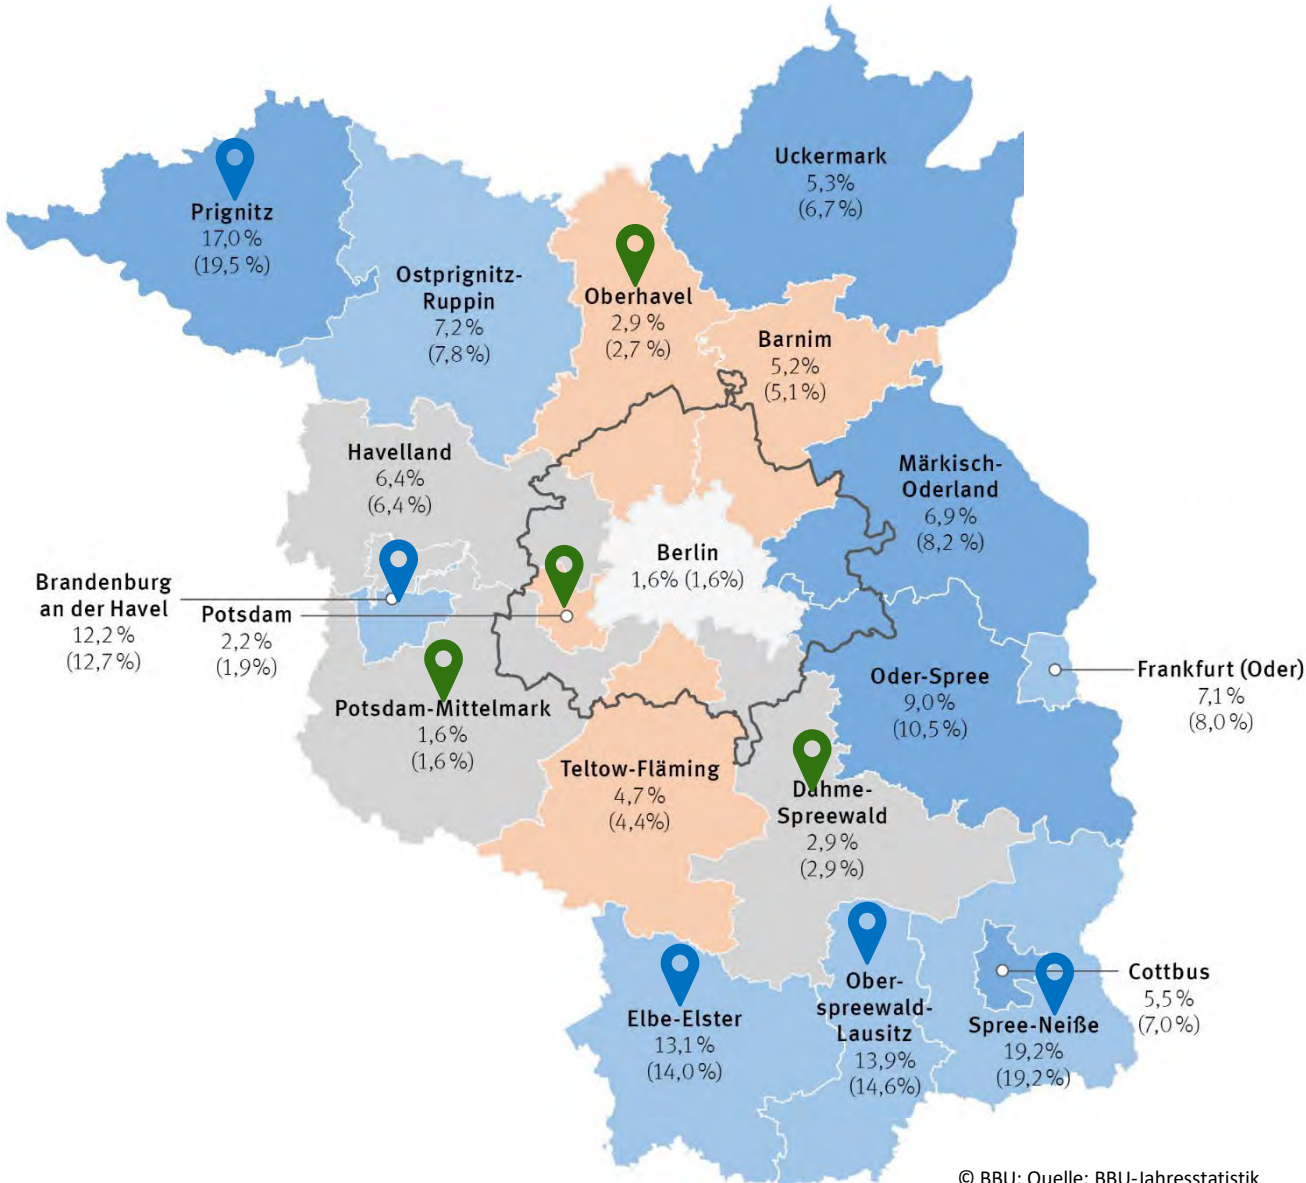 Uckermark
5,3%
(6,7%)
Prignitz
17,0%
(19,5%)
Ostprignitz-
Ruppin
7,2%
(7,8%)
Oberhavel
2,9%
(2,7%)
Barnim
5,2%
(5,1%)
Havelland
6,4%
(6,4%)
Märkisch-
Oderland
6,9%
(8,2%)
Berlin
1,6% (1,6%)
Brandenburg
an der Havel
12,2%
(12,7%)
Potsdam
2,2%
(1,9%)
Potsdam-Mittelmark
1,6%
(1,6%)
Oder-Spree
9,0%
(10,5%)
Frankfurt (Oder)
7,1%
(8,0%)
Teltow-Fläming
4,7%
(4,4%)
Dahme-
Spreewald
2,9%
(2,9%)
Elbe-Elster
13,1%
(14,0%)
Ober-
spreewald-
Lausitz
13,9%
(14,6%)
Spree-Neiße
19,2%
(19,2%)
Cottbus
5,5%
(7,0%)
© BBU; Quelle: BBU-Jahresstatistik